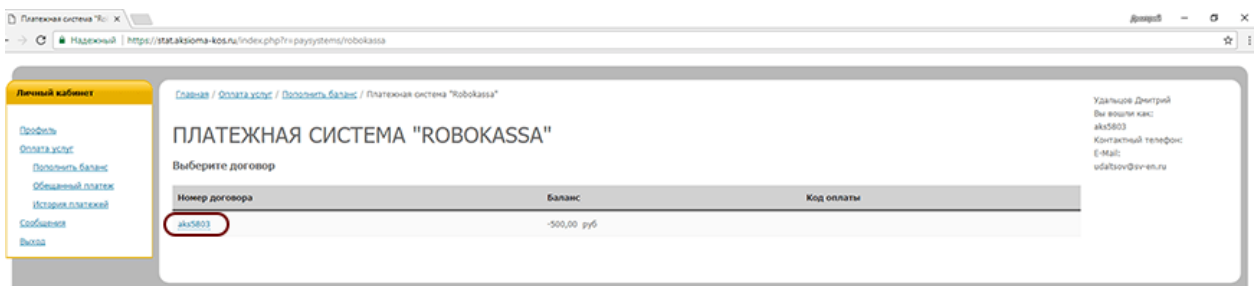 Платежная система "Ro
Надежный | https://stat.aksioma-kos.ru/index.php?r=paysystems/robokassa
Личный кабинет
Профиль
Оплата услуг
Пополнить баланс
Обещанный платеж
История платежей
Сообщения
Выход
Главная / Оплата услуг / Пополнить баланс / Платежная система "Robokassa"
ПЛАТЕЖНАЯ СИСТЕМА "ROBOKASSA"
Выберите договор
Номер договора Баланс Код оплаты
aks5803 -500,00 руб
Удальцов Дмитрий
Вы вошли как:
aks5803
Контактный телефон:
E-Mail:
udaltsov@sv-en.ru